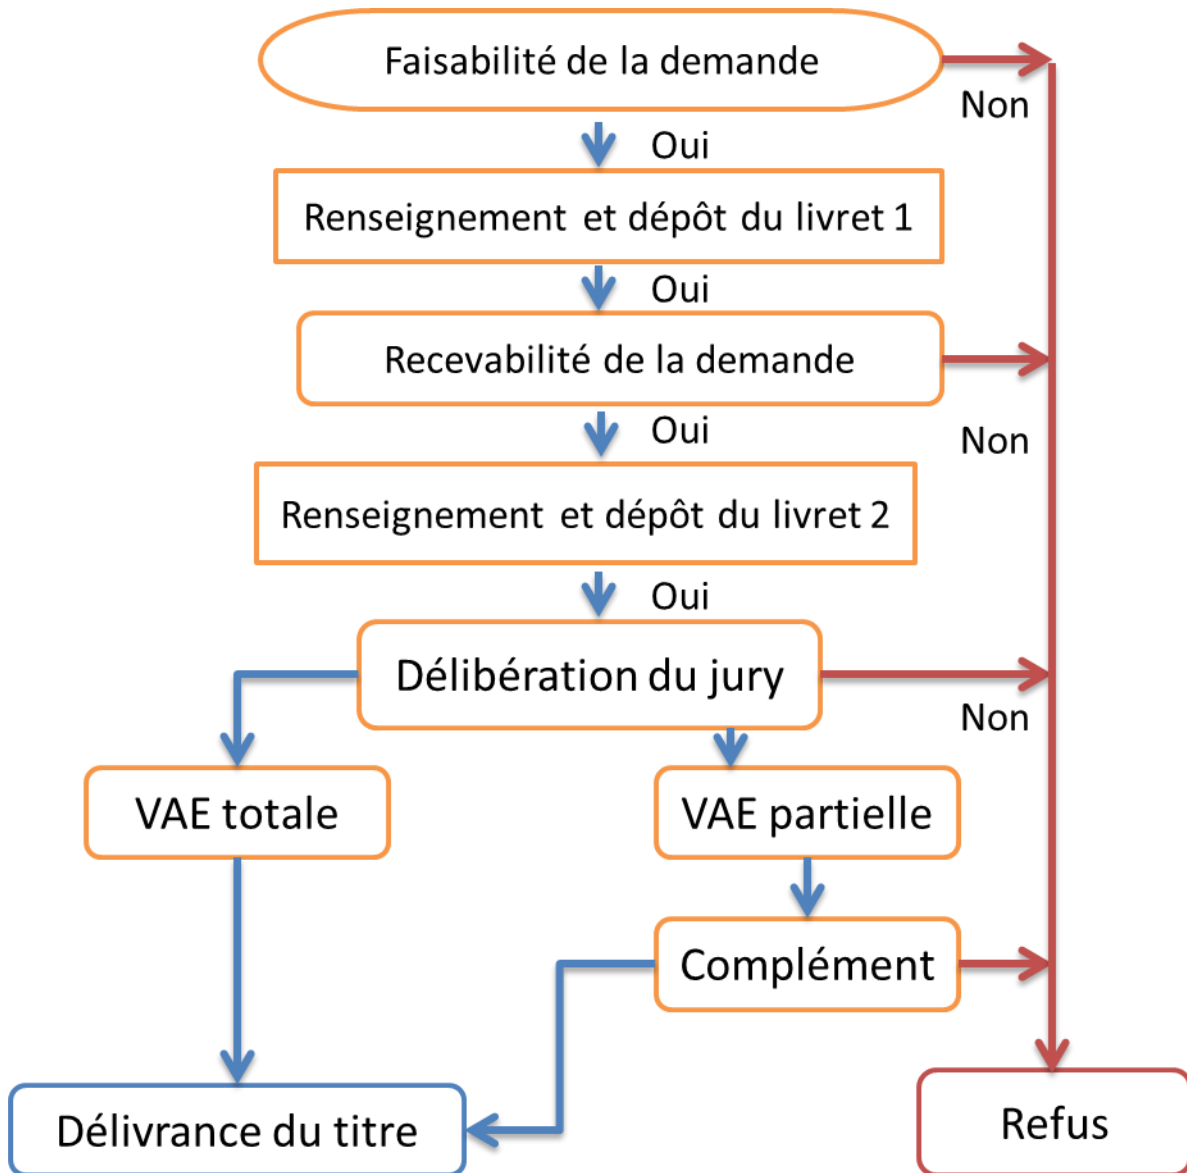 Faisabilité de la demande
Non
Oui
Renseignement et dépôt du livret 1
Oui
Recevabilité de la demande
Oui
Non
Renseignement et dépôt du livret 2
Oui
Délibération du jury
Non
VAE totale
VAE partielle
Complément
Délivrance du titre
Refus